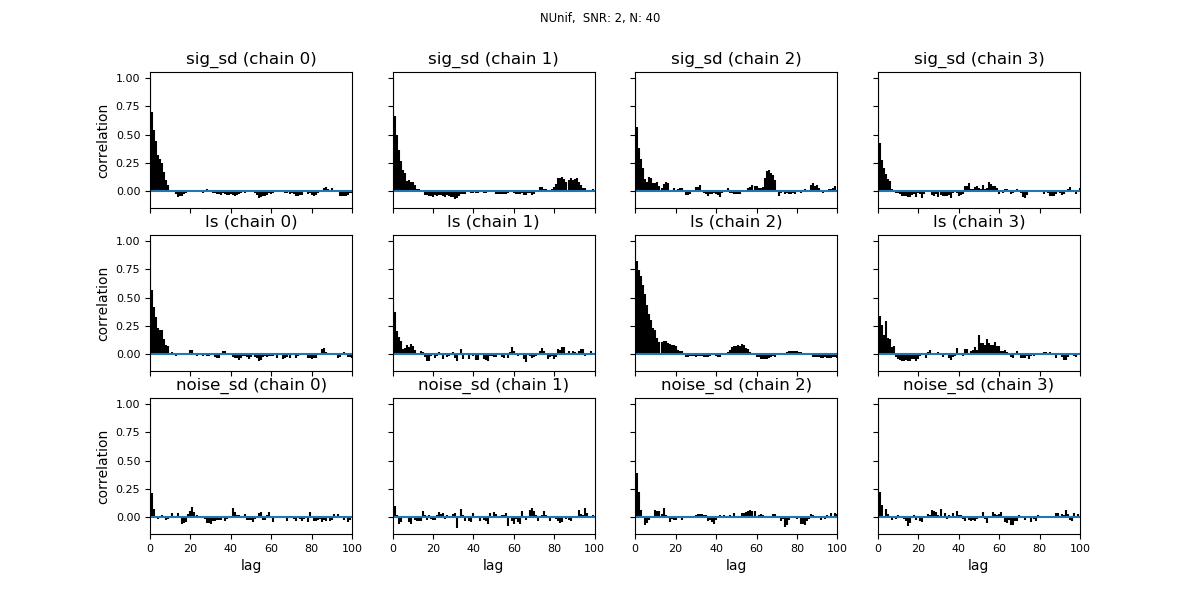 NUnif,  SNR: 2, N: 40
sig_sd (chain 0) sig_sd (chain 1) sig_sd (chain 2) sig_sd (chain 3)
1.00
0.75
0.50
0.25
0.00
correlation
ls (chain 0) ls (chain 1) ls (chain 2) ls (chain 3)
1.00
0.75
0.50
0.25
0.00
correlation
noise_sd (chain 0) noise_sd (chain 1) noise_sd (chain 2) noise_sd (chain 3)
1.00
0.75
0.50
0.25
0.00
correlation
0 20 40 60 80 100 0 20 40 60 80 100 0 20 40 60 80 100 0 20 40 60 80 100
lag lag lag lag